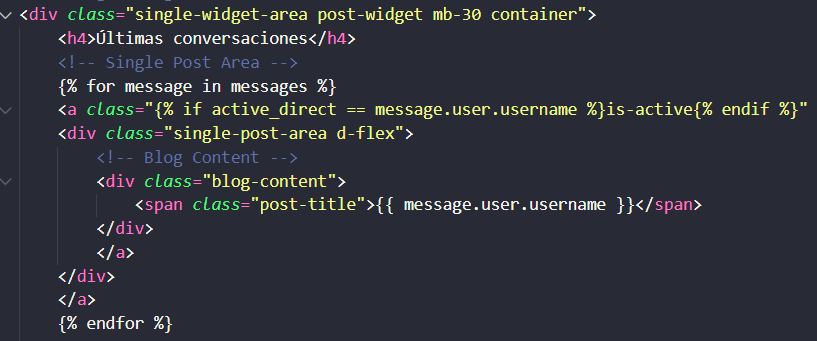 <div class="single-widget-area post-widget mb-30 container">
<h4>Últimas conversaciones</h4>
<!-- Single Post Area -->
{% for message in messages %}
<a class="{% if active_direct == message.user.username %}is-active{% endif %}"
<div class="single-post-area d-flex">
<!-- Blog Content -->
<div class="blog-content">
<span class="post-title">{{ message.user.username }}</span>
</div>
</a>
</div>
</a>
{% endfor %}